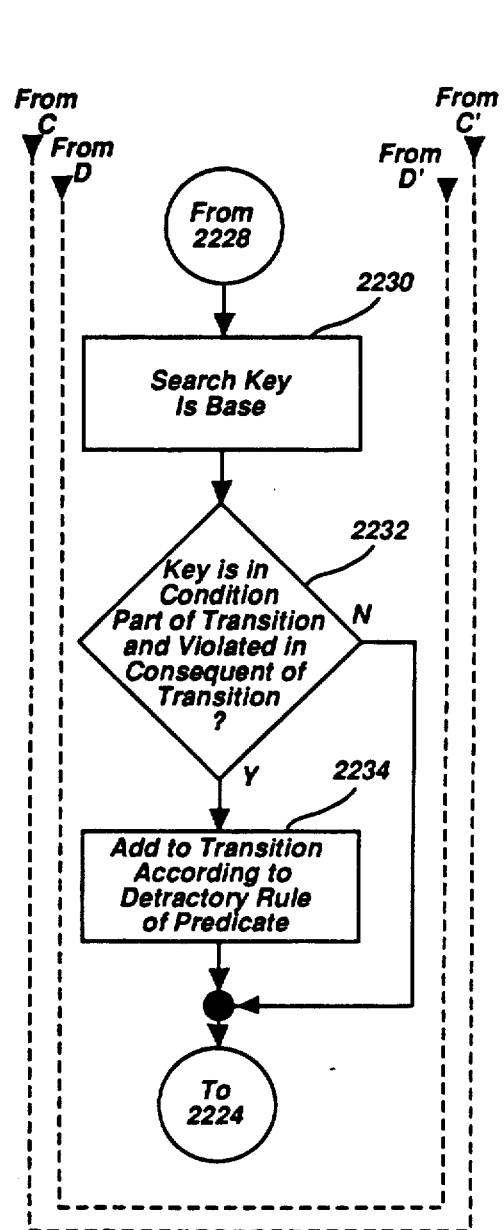 From
C
From
D
From
C'
From
D'
From
2228
2230
Search Key
Is Base
2232
Key is in
Condition
Part of Transition
and Violated in
Consequent of
Transition
?
N
Y
2234
Add to Transition
According to
Detractory Rule
of Predicate
To
2224